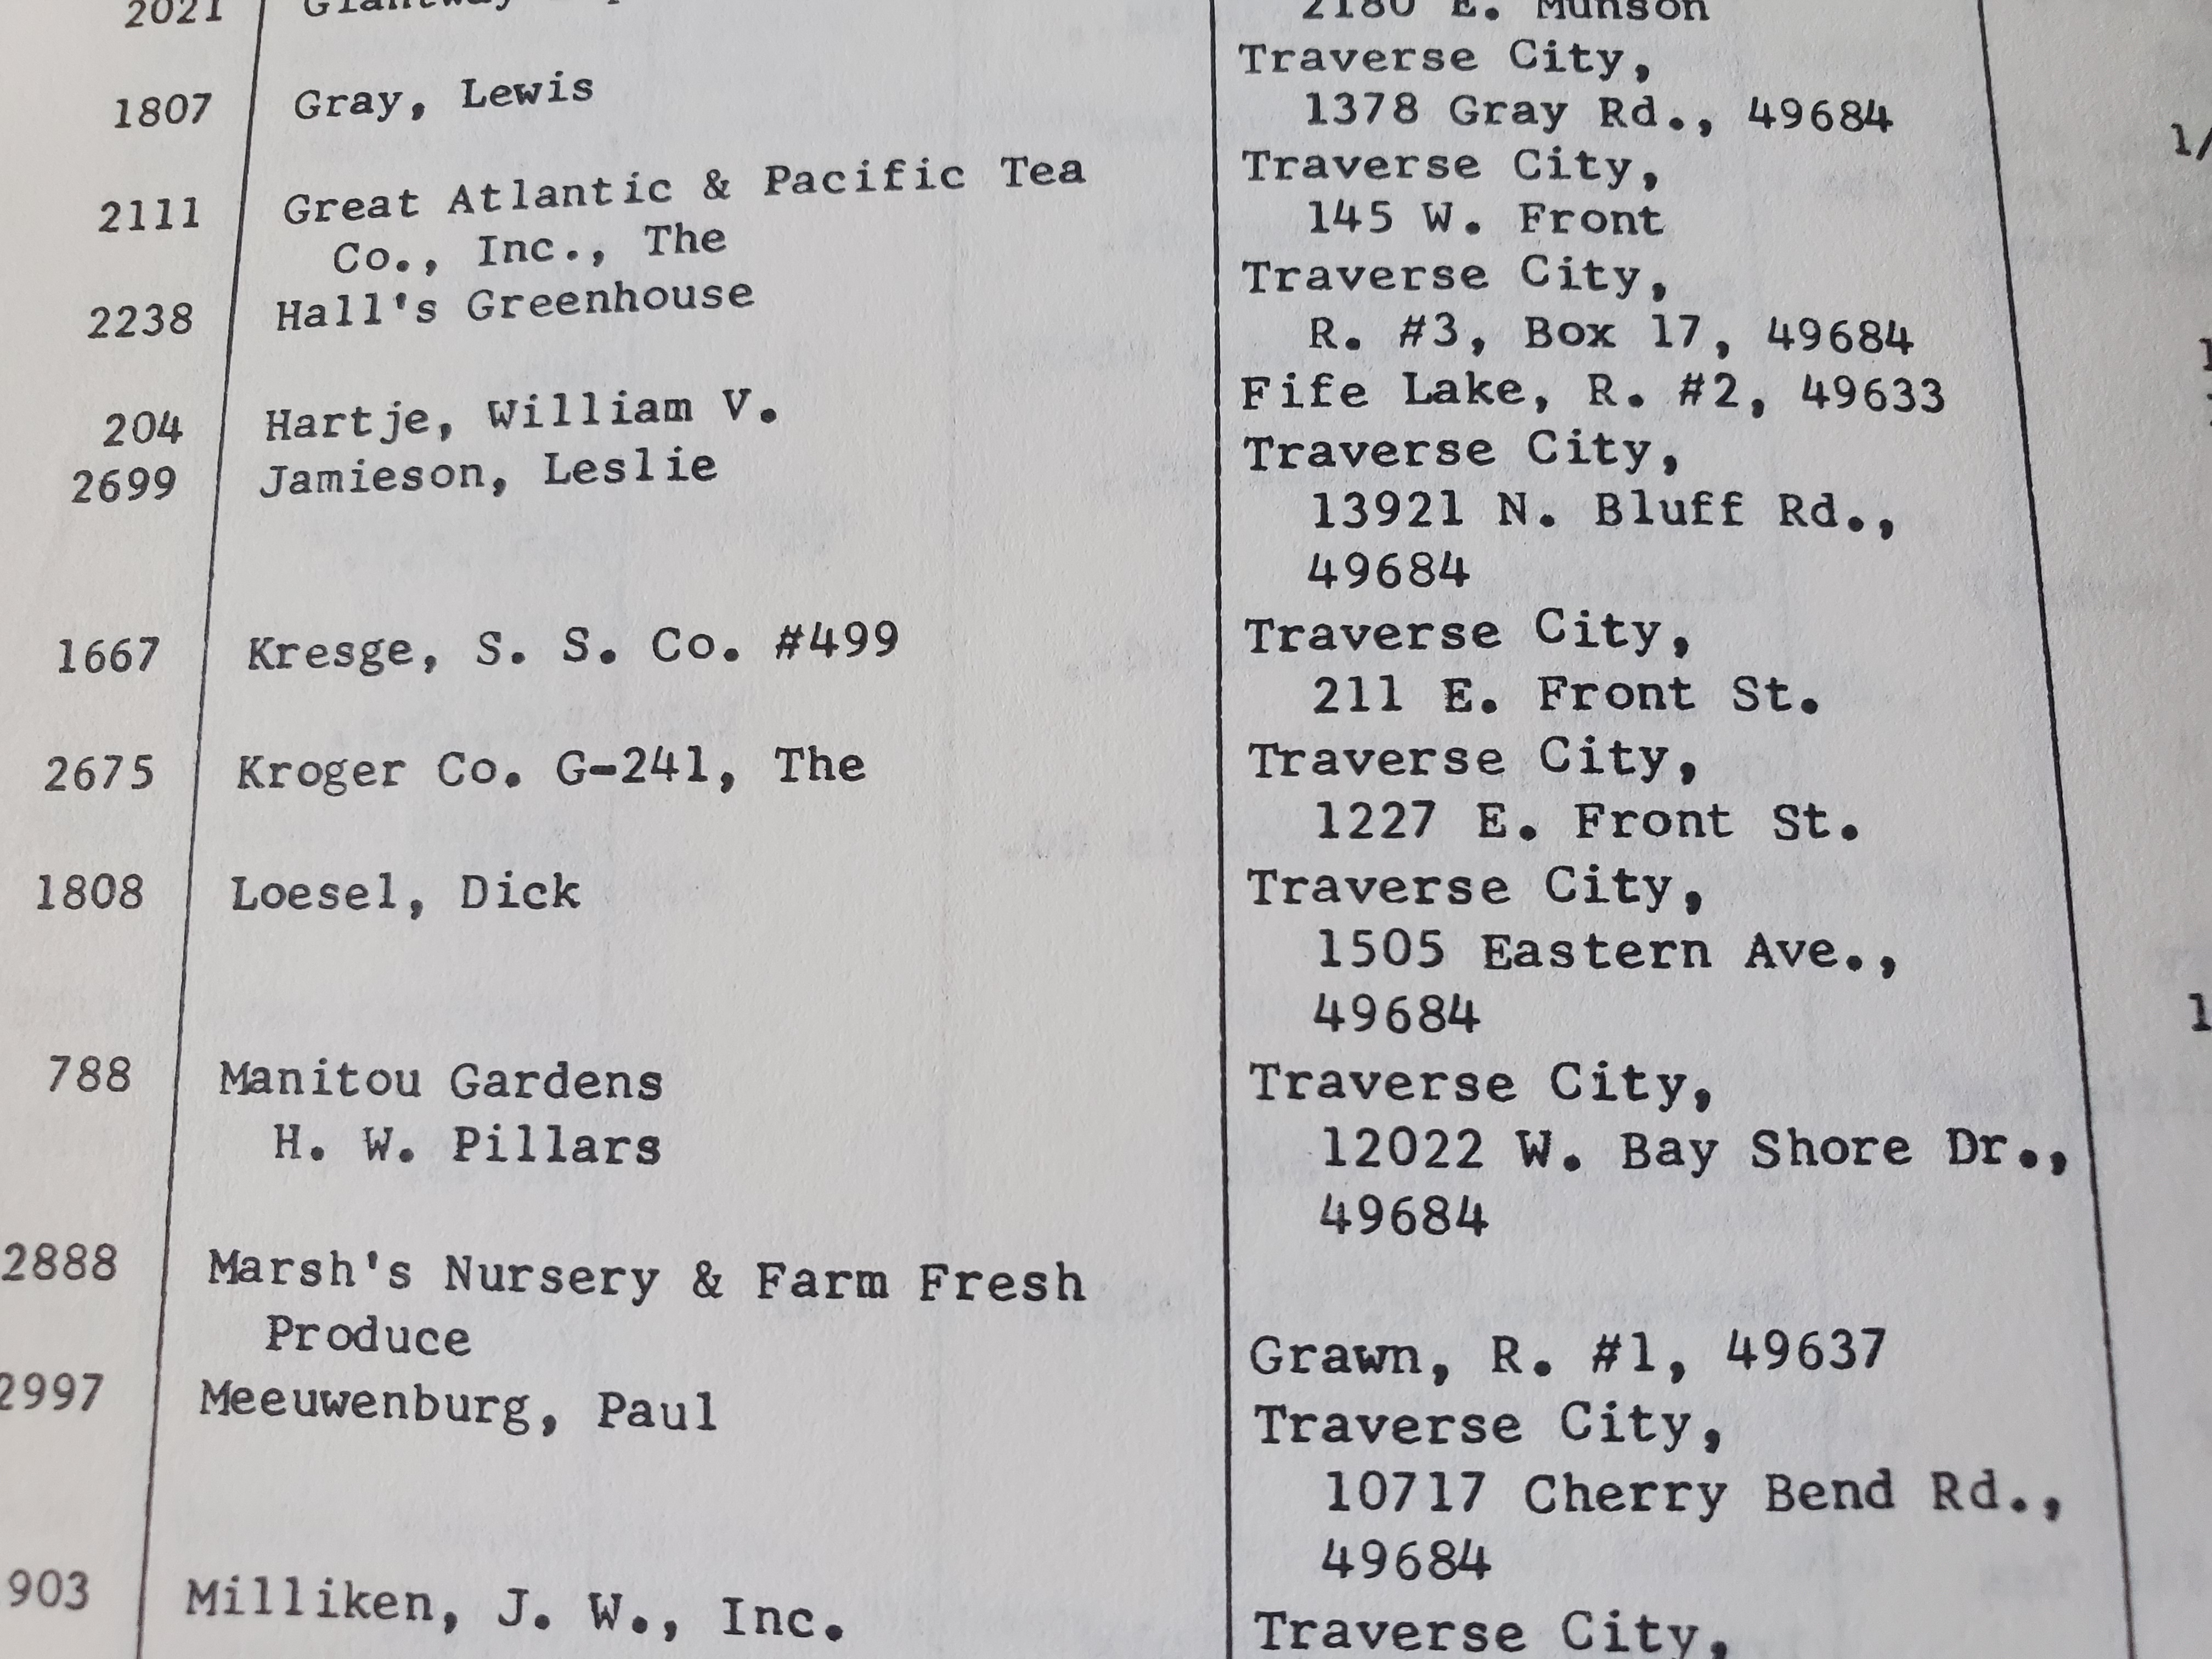 2021 2180 E. Munson
Traverse City,
1807 Gray, Lewis 1378 Gray Rd., 49684
Traverse City,
2111 Great Atlantic & Pacific Tea 145 W. Front
Co., Inc., The
Traverse City,
2238 Hall's Greenhouse R. #3, Box 17, 49684
204 Hartje, William V. Fife Lake, R. #2, 49633
2699 Jamieson, Leslie Traverse City,
13921 N. Bluff Rd.,
49684
1667 Kresge, S. S. Co. #499 Traverse City,
211 E. Front St.
2675 Kroger Co. G-241, The Traverse City,
1227 E. Front St.
1808 Loesel, Dick Traverse City,
1505 Eastern Ave.,
49684
788 Manitou Gardens Traverse City,
H. W. Pillars 12022 W. Bay Shore Dr.,
49684
2888 Marsh's Nursery & Farm Fresh
Produce Grawn, R. #1, 49637
2997 Meeuwenburg, Paul Traverse City,
10717 Cherry Bend Rd.,
49684
903 Milliken, J. W., Inc. Traverse City,